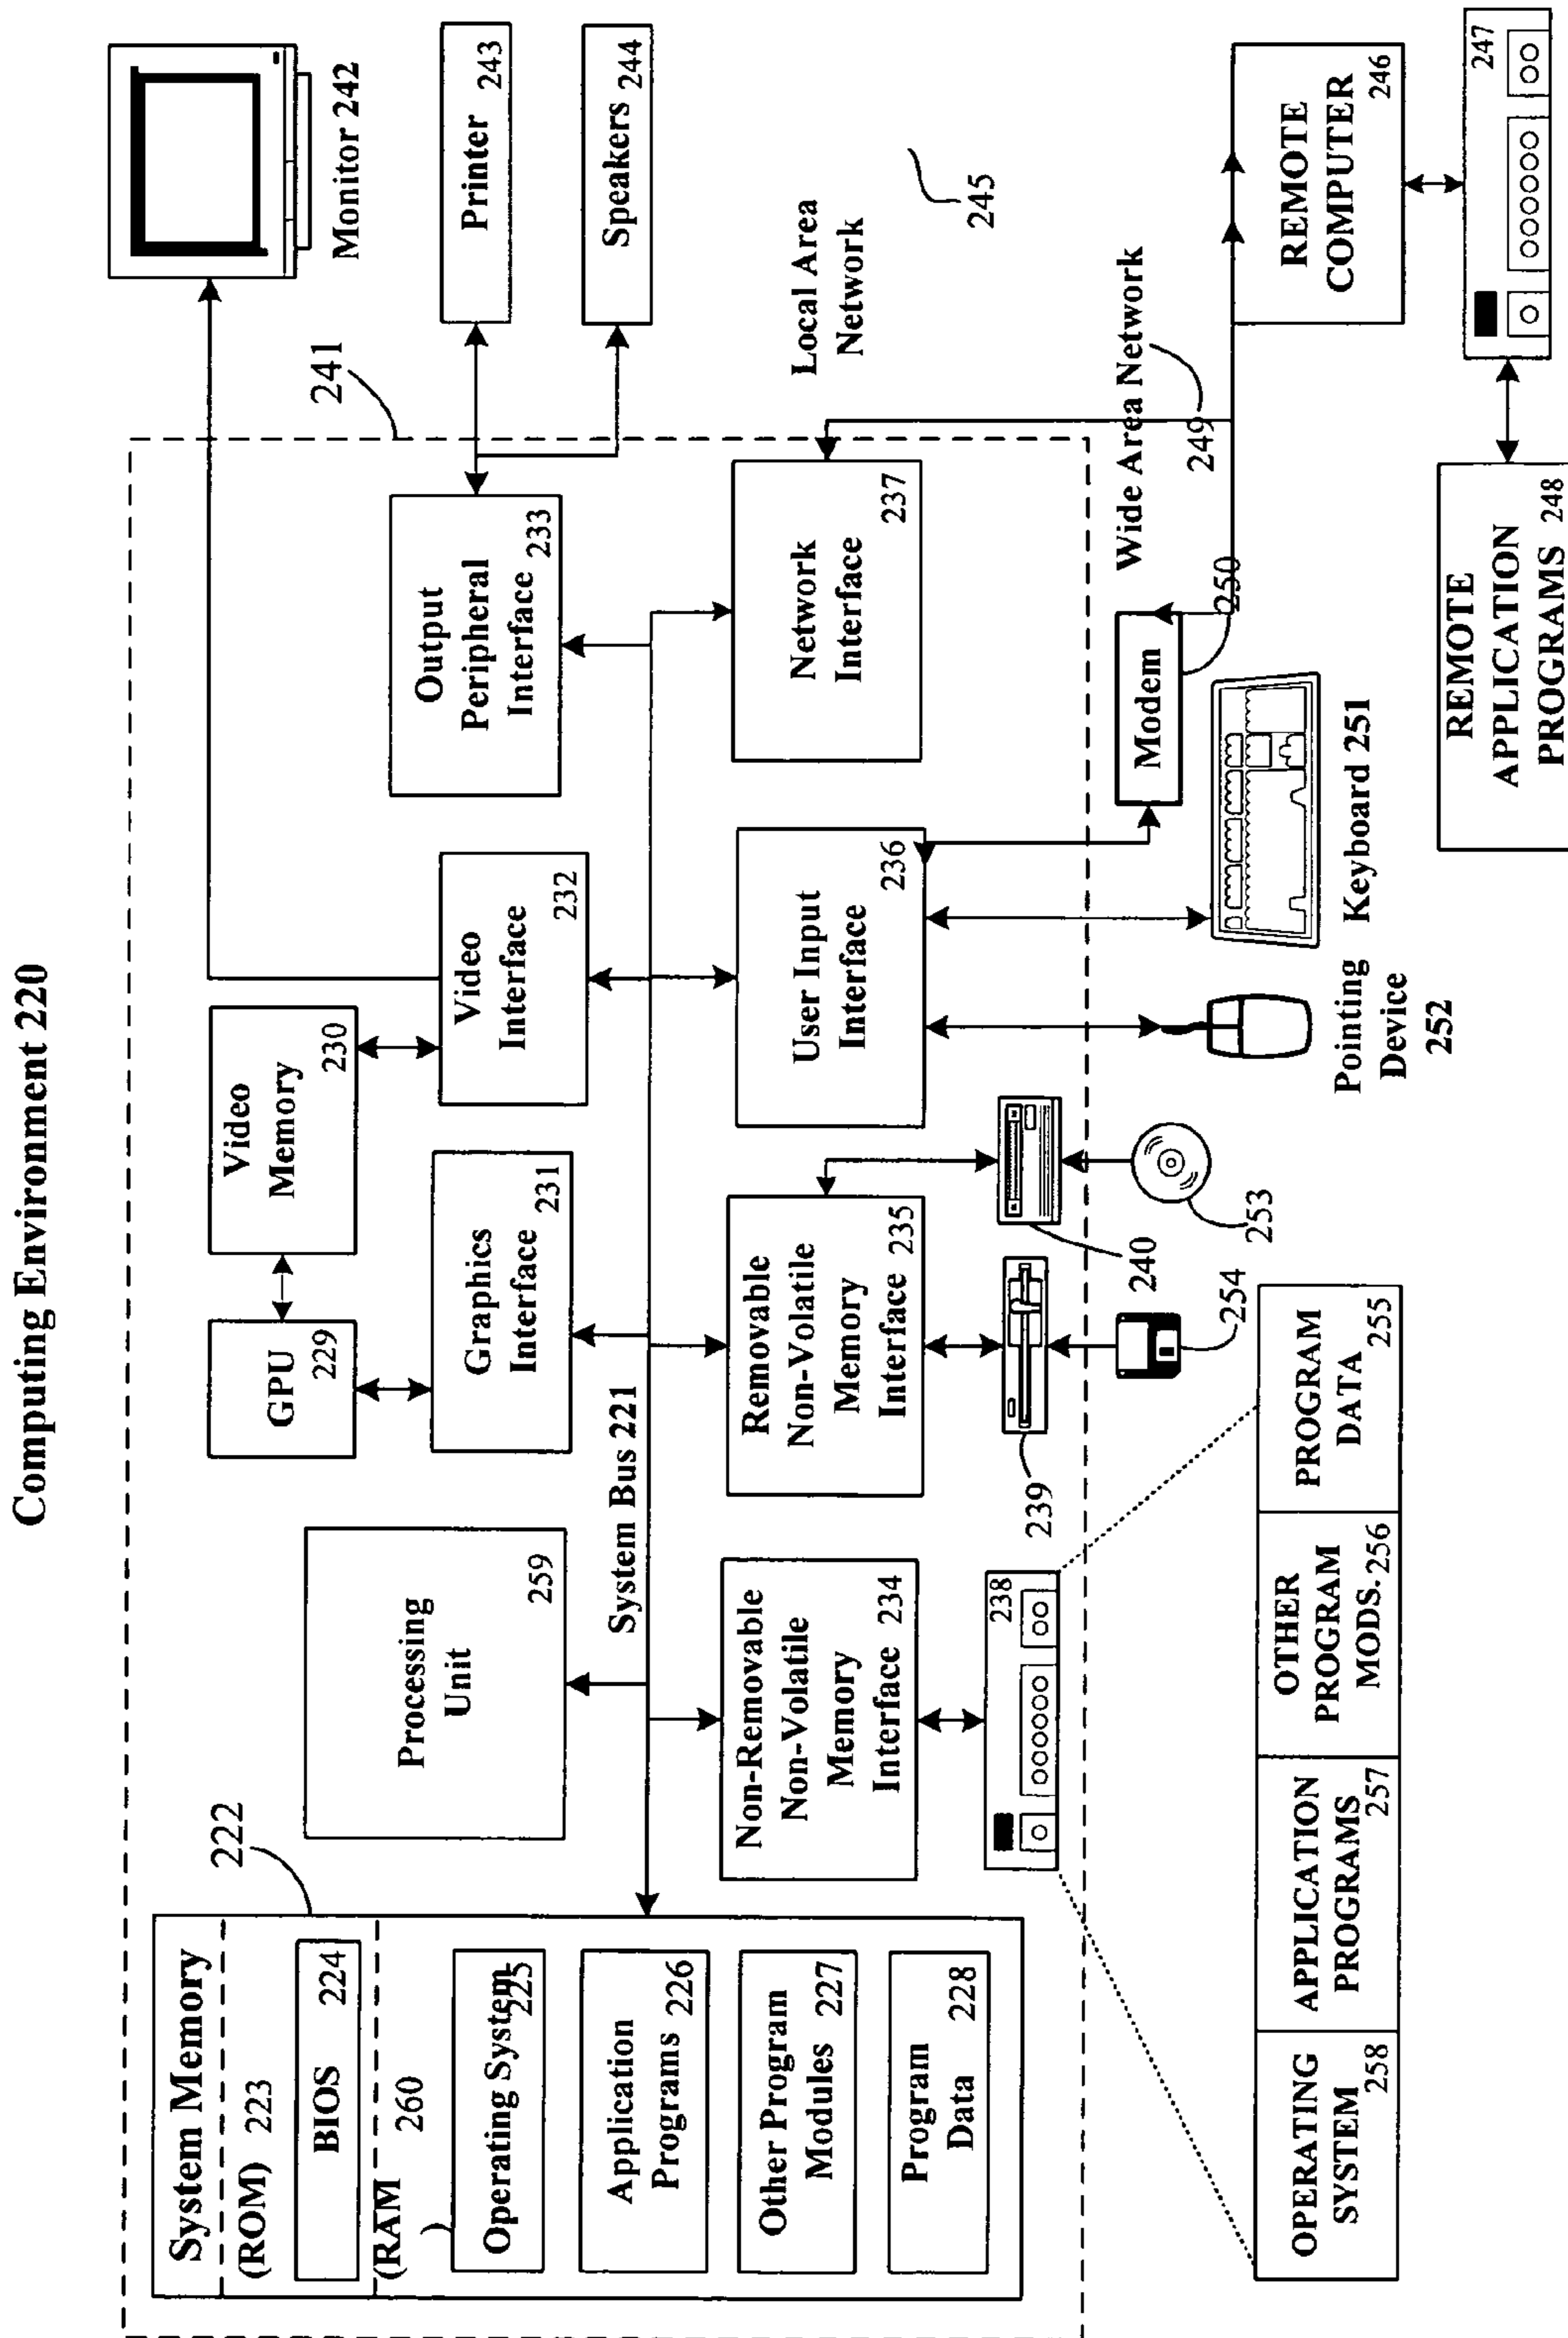 Computing Environment 220
System Memory
(ROM) 223
BIOS 224
(RAM 260
Operating System
225
Application
Programs 226
Other Program
Modules 227
Program
Data 228
222
Processing
Unit
259
System Bus 221
GPU
229
Video
Memory
230
Graphics
Interface
231
Video
Interface
232
Output
Peripheral
Interface 233
241
Monitor 242
Printer
243
Speakers
244
Non-Removable
Non-Volatile
Memory
Interface 234
Removable
Non-Volatile
Memory
Interface 235
User Input
Interface
236
Network
Interface
237
Local Area
Network
245
238
239
240
254
253
Pointing
Device
252
Keyboard 251
Modem
250
Wide Area Network
249
REMOTE
COMPUTER
246
247
REMOTE
APPLICATION
PROGRAMS 248
OPERATING
SYSTEM 258
APPLICATION
PROGRAMS
257
OTHER
PROGRAM
MODS. 256
PROGRAM
DATA 255